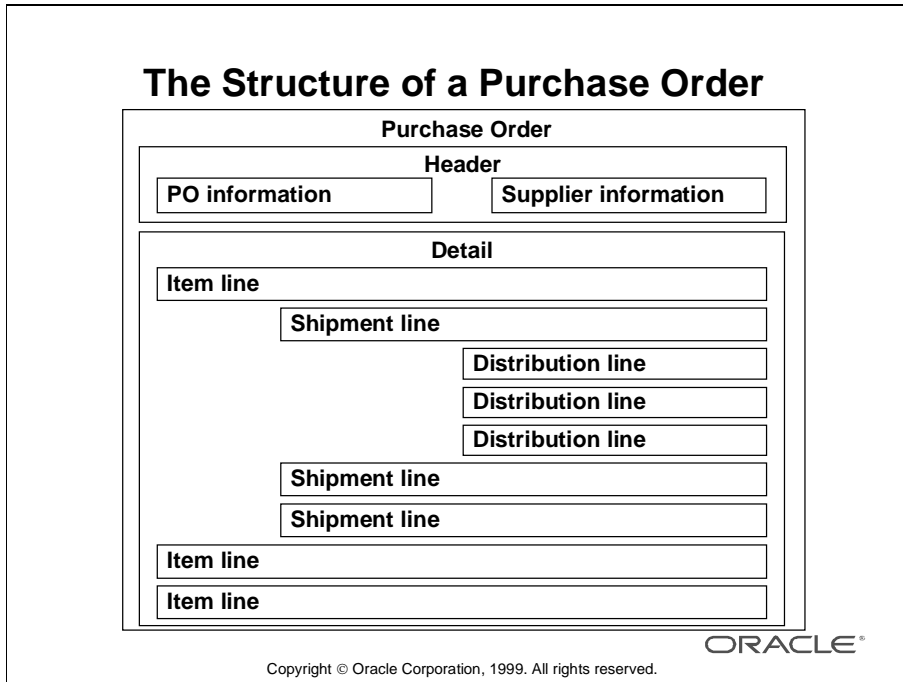 The Structure of a Purchase Order
Purchase Order
Header
PO information
Supplier information
Detail
Item line
Shipment line
Distribution line
Distribution line
Distribution line
Shipment line
Shipment line
Item line
Item line
ORACLE®
Copyright © Oracle Corporation, 1999. All rights reserved.